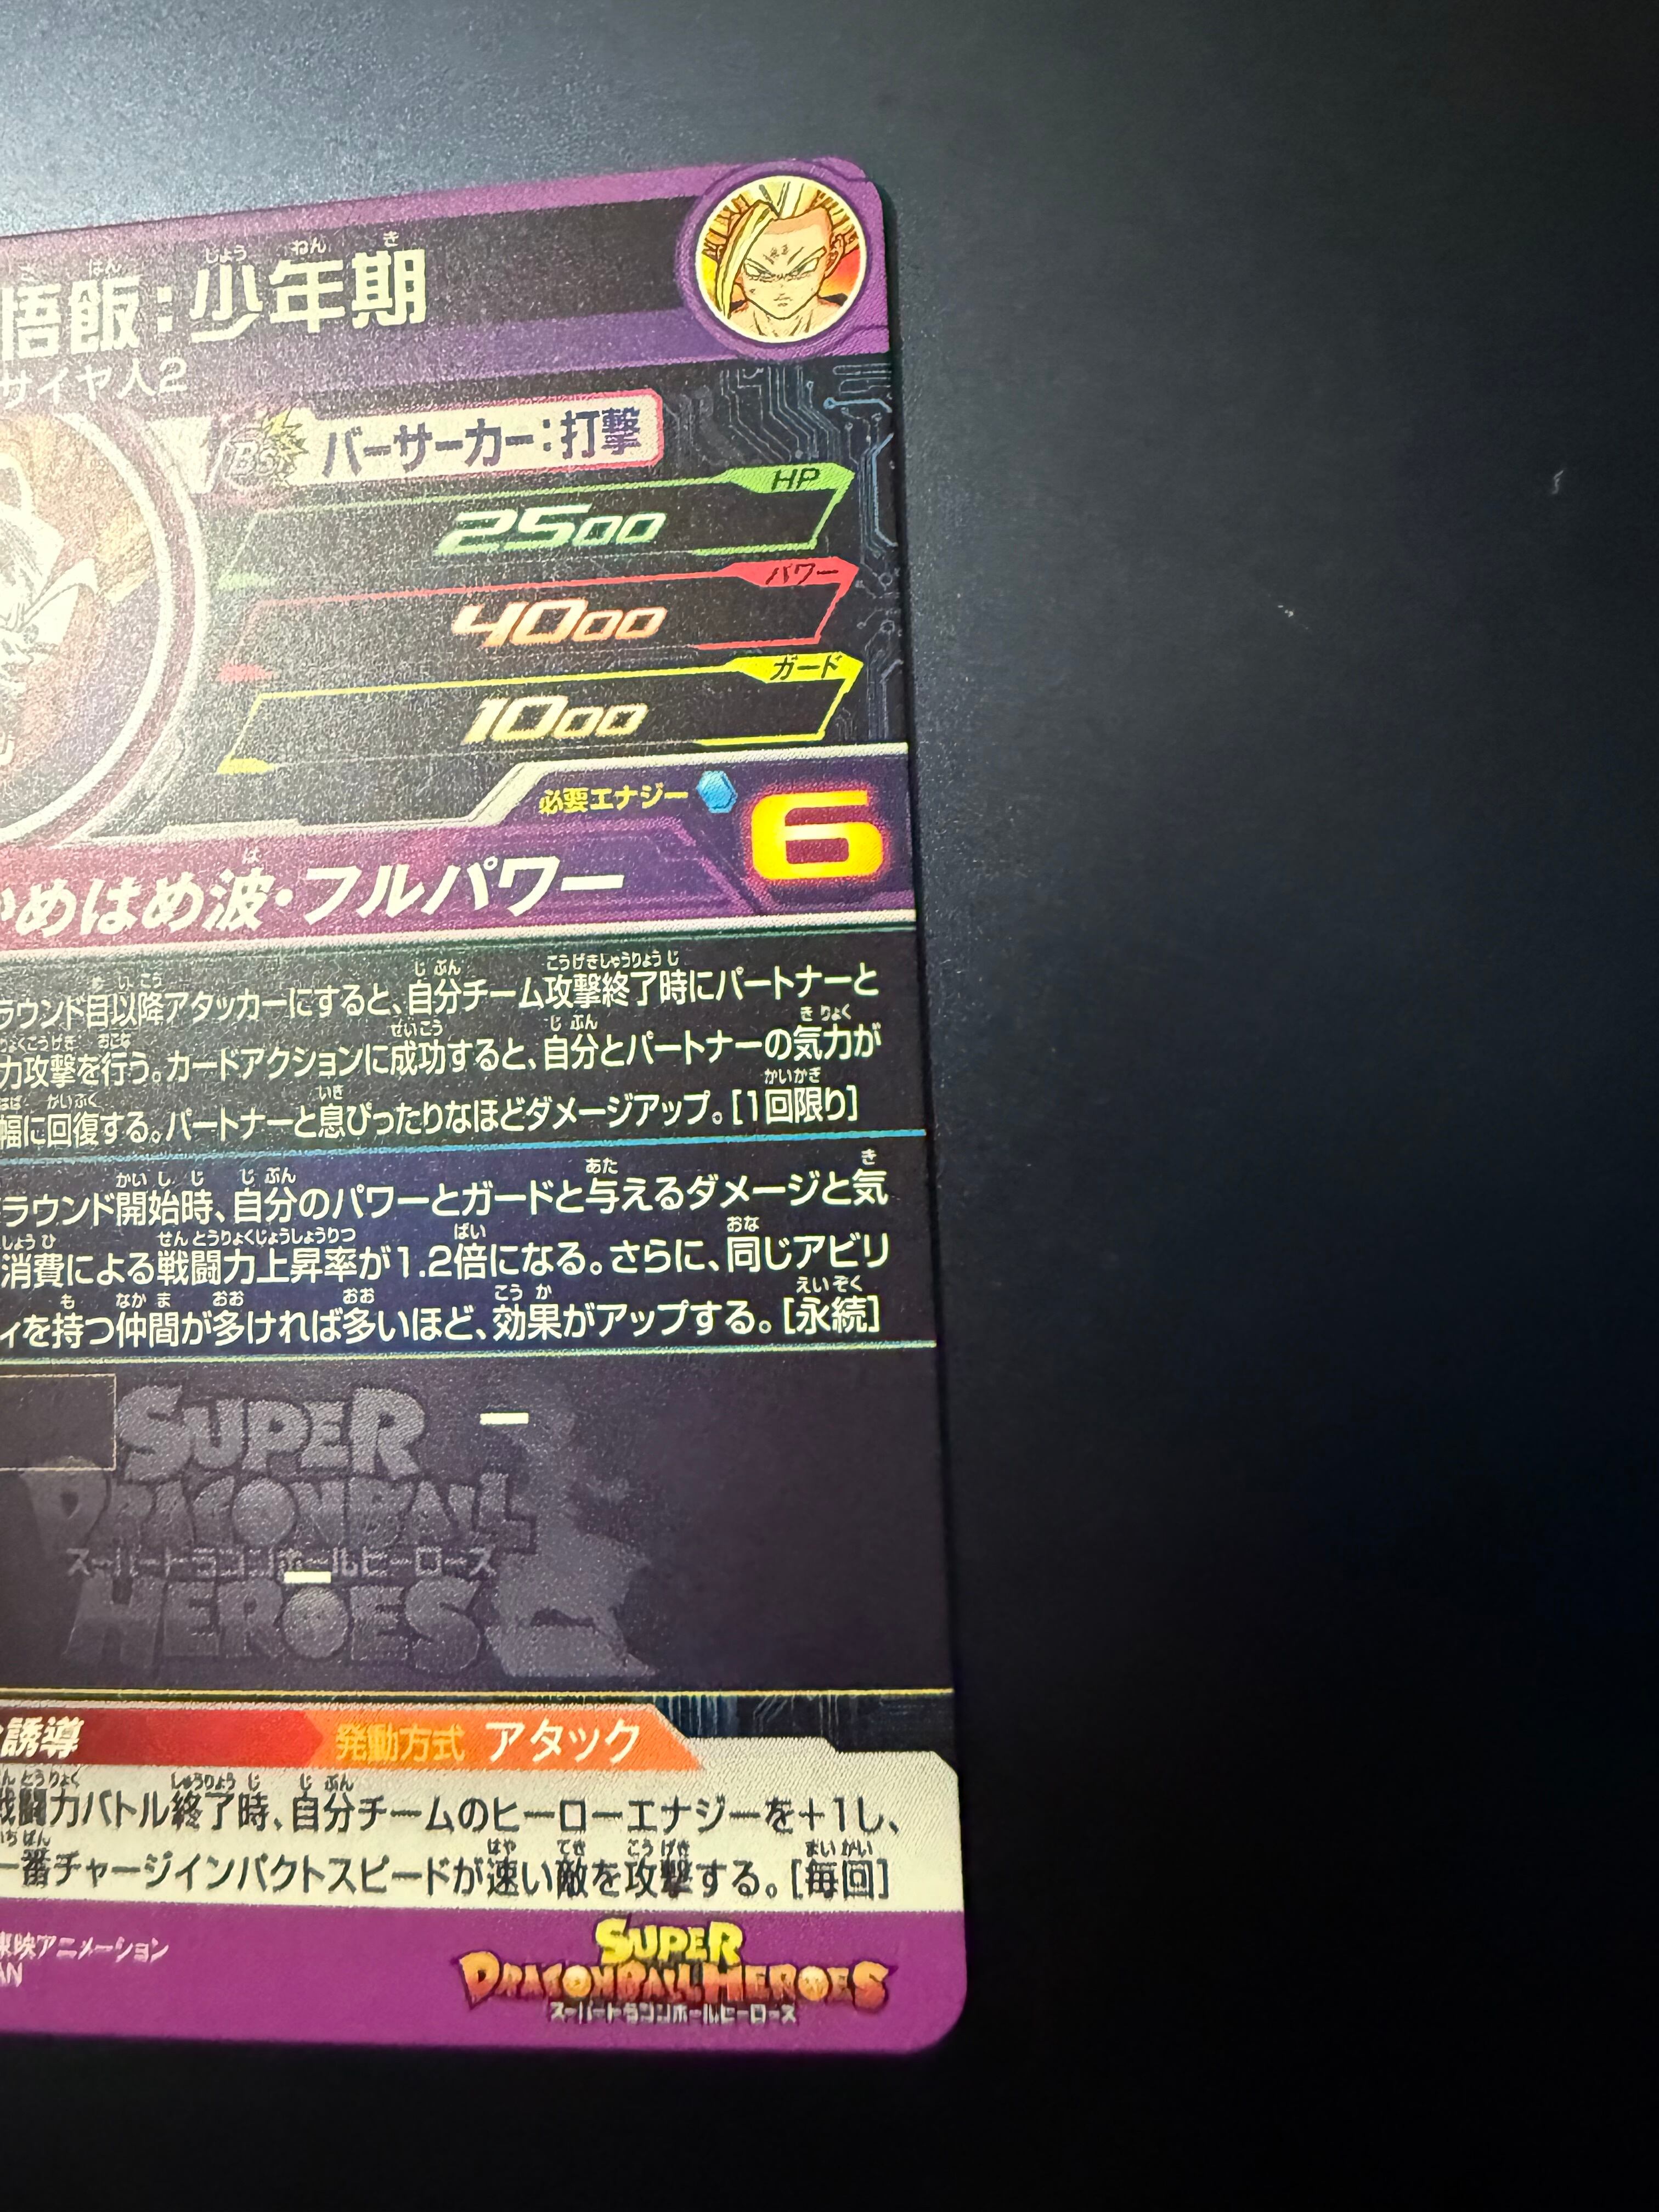 悟飯:少年期
サイヤ人2
BS バーサーカー:打撃
HP
2500
パワー
4000
ガード
1000
必要エナジー 6
かめはめ波・フルパワー
ラウンド目以降アタッカーにすると、自分チーム攻撃終了時にパートナーと
力攻撃を行う。カードアクションに成功すると、自分とパートナーの気力が
幅に回復する。パートナーと息ぴったりなほどダメージアップ。[1回限り]
ラウンド開始時、自分のパワーとガードと与えるダメージと気
消費による戦闘力上昇率が1.2倍になる。さらに、同じアビリ
ィを持つ仲間が多ければ多いほど、効果がアップする。[永続]
SUPER
DRAGONBALL
スーパードラゴンボールヒーローズ
HEROES
誘導 発動方式 アタック
戦闘力バトル終了時、自分チームのヒーローエナジーを+1し、
一番チャージインパクトスピードが速い敵を攻撃する。[毎回]
東映アニメーション
AN
SUPER
DRAGONBALL HEROES
スーパードラゴンボールヒーローズ